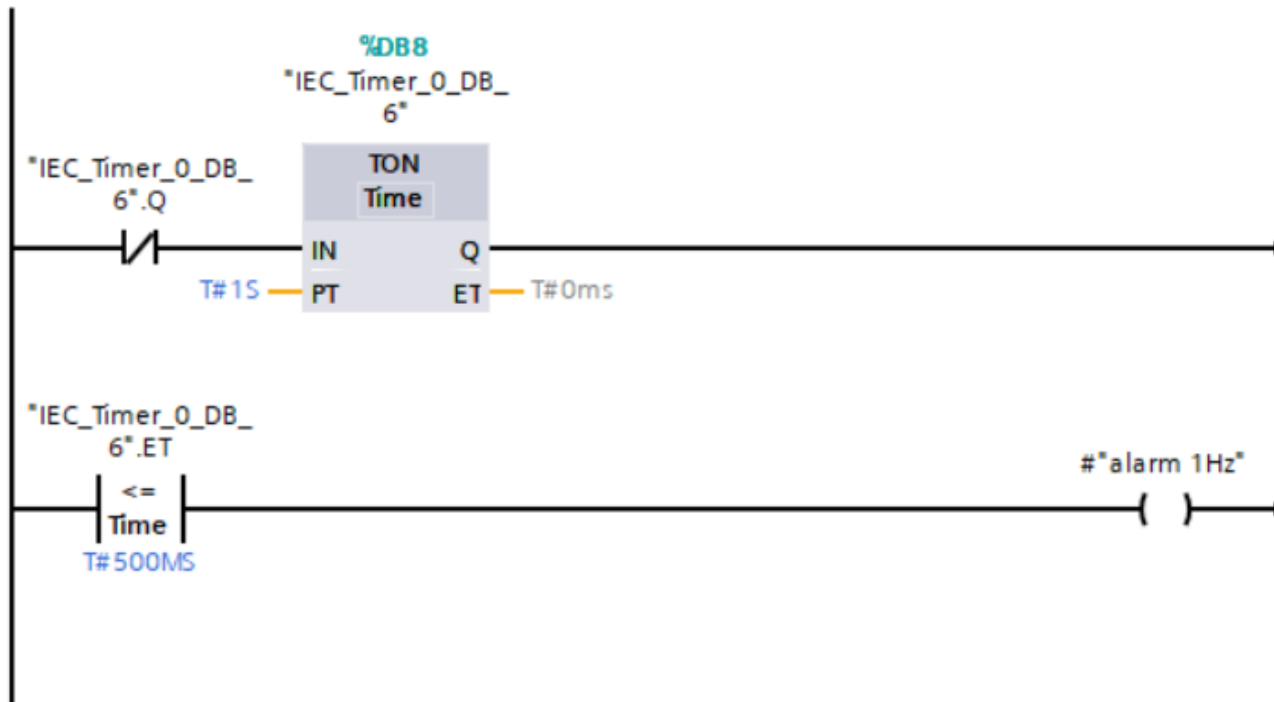 %DB8
"IEC_Timer_0_DB_
6"
"IEC_Timer_0_DB_
6".Q
TON
Time
IN
Q
T#1S
PT
ET
T#0ms
"IEC_Timer_0_DB_
6".ET
<=
Time
T#500MS
#"alarm 1Hz"